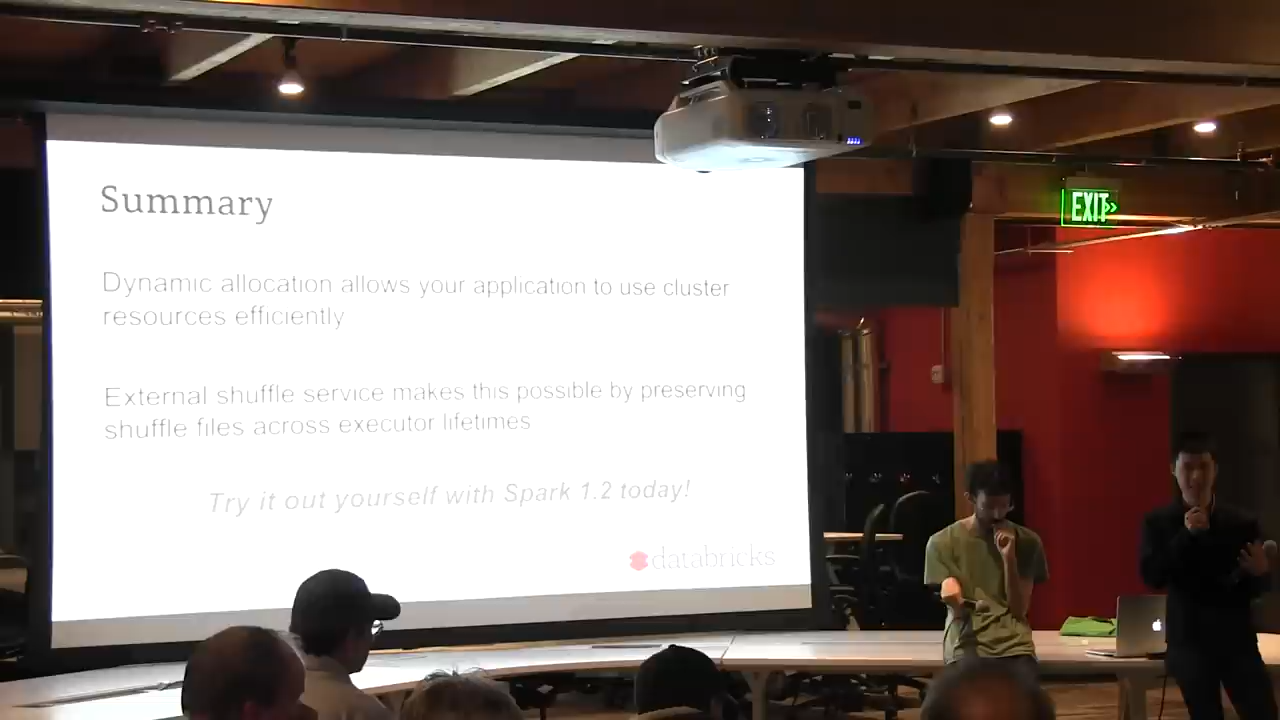 Summary
Dynamic allocation allows your application to use cluster
resources efficiently
External shuffle service makes this possible by preserving
shuffle files across executor lifetimes
Try it out yourself with Spark 1.2 today!
databricks
EXIT